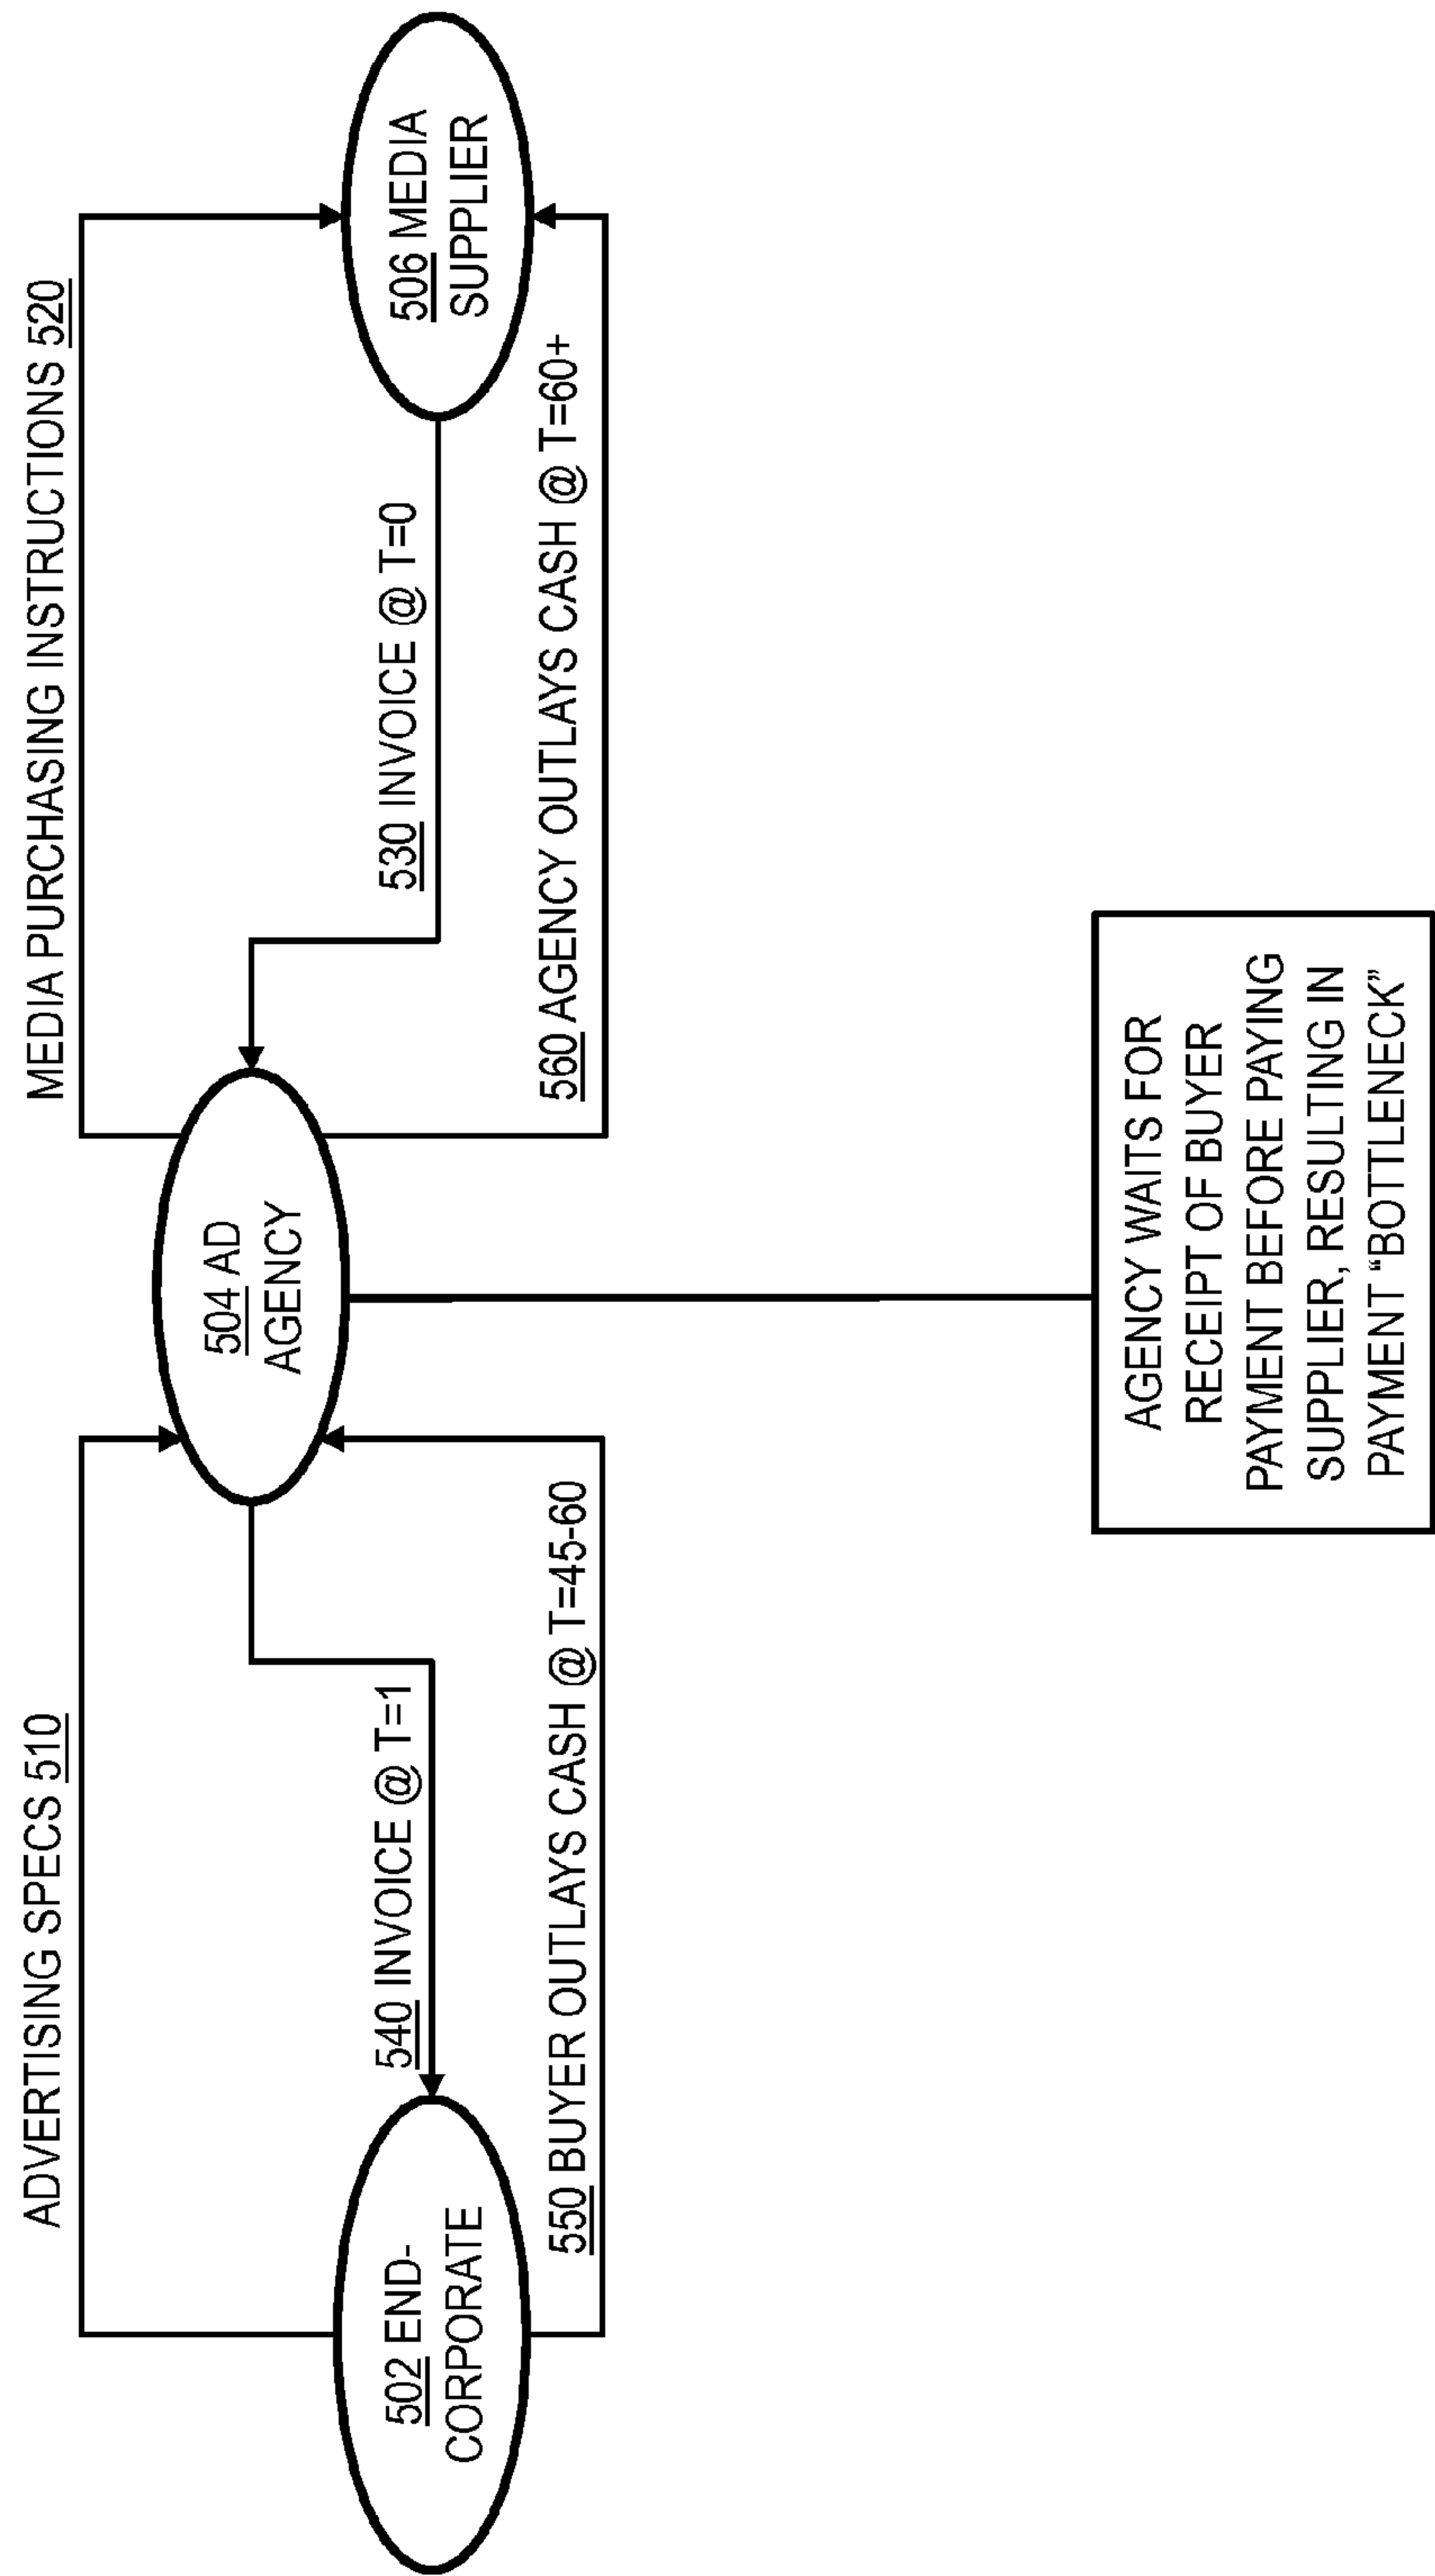 ADVERTISING SPECS 510
MEDIA PURCHASING INSTRUCTIONS 520
504 AD
AGENCY
502 END-
CORPORATE
540 INVOICE @ T=1
530 INVOICE @ T=0
506 MEDIA
SUPPLIER
550 BUYER OUTLAYS CASH @ T=45-60
560 AGENCY OUTLAYS CASH @ T=60+
AGENCY WAITS FOR
RECEIPT OF BUYER
PAYMENT BEFORE PAYING
SUPPLIER, RESULTING IN
PAYMENT “BOTTLENECK”